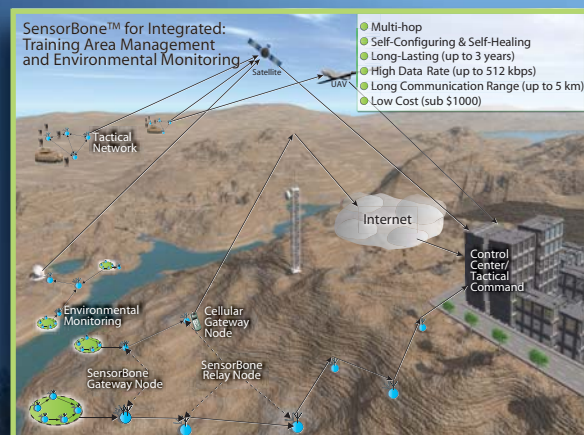 SensorBone™ for Integrated:
Training Area Management
and Environmental Monitoring
Multi-hop
Self-Configuring & Self-Healing
Long-Lasting (up to 3 years)
High Data Rate (up to 512 kbps)
Long Communication Range (up to 5 km)
Low Cost (sub $1000)
Satellite
UAV
Tactical
Network
Internet
Control
Center/
Tactical
Command
Environmental
Monitoring
Cellular
Gateway
Node
SensorBone
Gateway Node
SensorBone
Relay Node